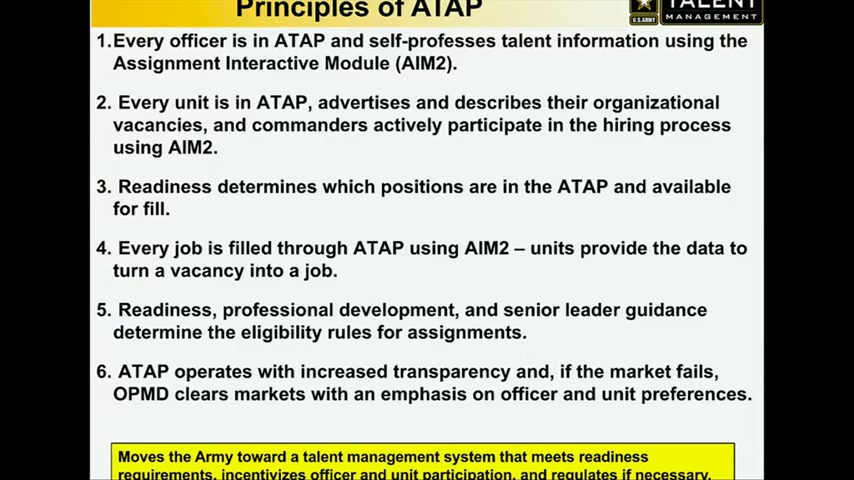 Principles of ATAP
TALENT
U.S.ARMY
MANAGEMENT
1.Every officer is in ATAP and self-professes talent information using the
Assignment Interactive Module (AIM2).
2. Every unit is in ATAP, advertises and describes their organizational
vacancies, and commanders actively participate in the hiring process
using AIM2.
3. Readiness determines which positions are in the ATAP and available
for fill.
4. Every job is filled through ATAP using AIM2 – units provide the data to
turn a vacancy into a job.
5. Readiness, professional development, and senior leader guidance
determine the eligibility rules for assignments.
6. ATAP operates with increased transparency and, if the market fails,
OPMD clears markets with an emphasis on officer and unit preferences.
Moves the Army toward a talent management system that meets readiness
requirements, incentivizes officer and unit participation, and regulates if necessary.